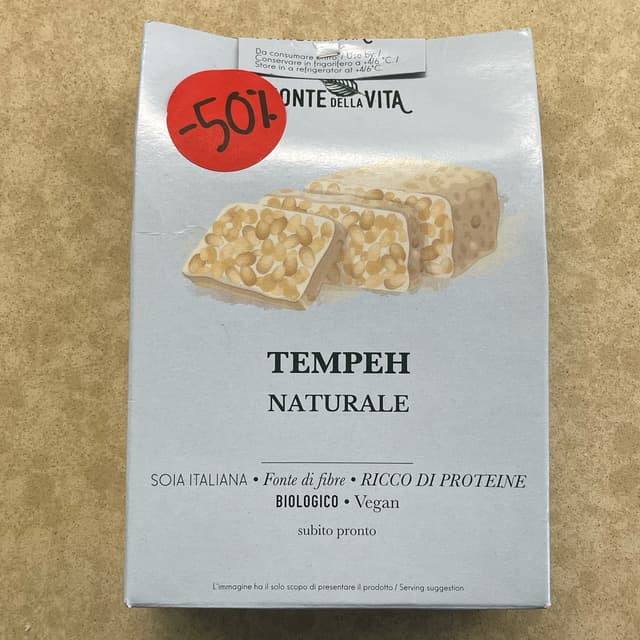 Da consumare entro / Use by: /
Conservare in frigorifero a +4/6 °C. /
Store in a refrigerator at +4/6°C.
-50%
FONTE DELLA VITA
TEMPEH
NATURALE
SOIA ITALIANA • Fonte di fibre • RICCO DI PROTEINE
BIOLOGICO • Vegan
subito pronto
L'immagine ha il solo scopo di presentare il prodotto / Serving suggestion